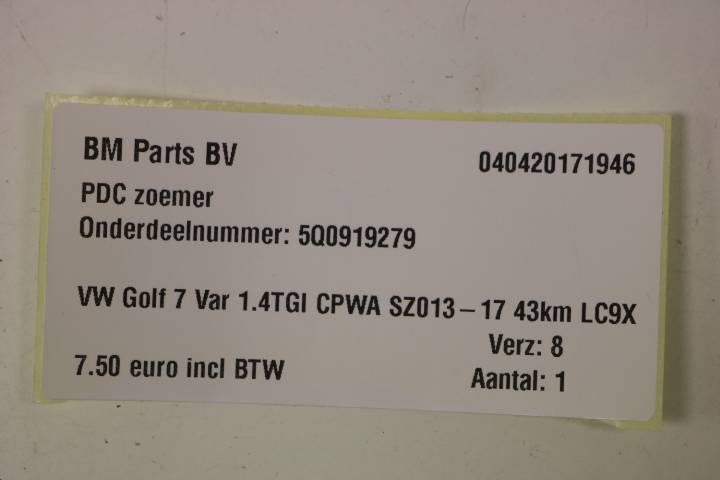 BM Parts BV 040420171946
PDC zoemer
Onderdeelnummer: 5Q0919279
VW Golf 7 Var 1.4TGI CPWA SZ013-17 43km LC9X
Verz: 8
7.50 euro incl BTW Aantal: 1